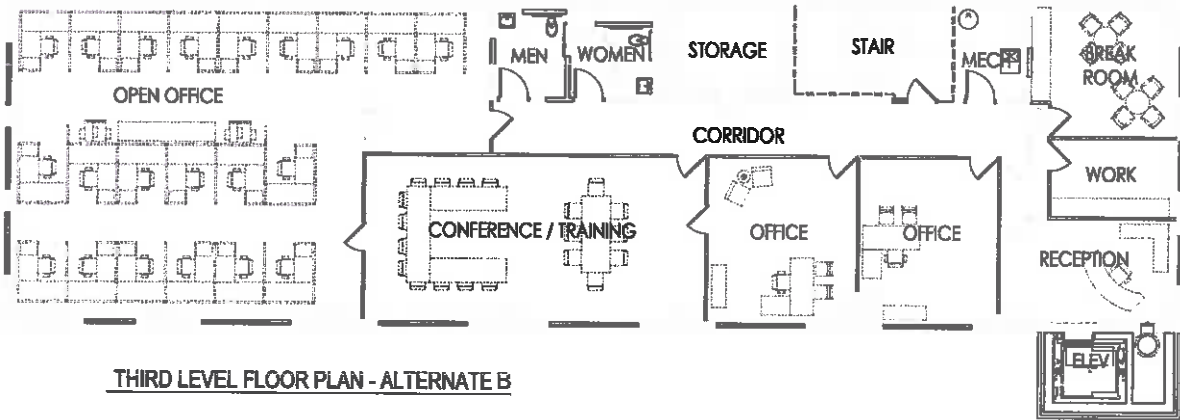 MEN
WOMEN
STORAGE
STAIR
MECH
BREAK
ROOM
OPEN OFFICE
CORRIDOR
WORK
CONFERENCE / TRAINING
OFFICE
OFFICE
RECEPTION
ELEV
THIRD LEVEL FLOOR PLAN - ALTERNATE B